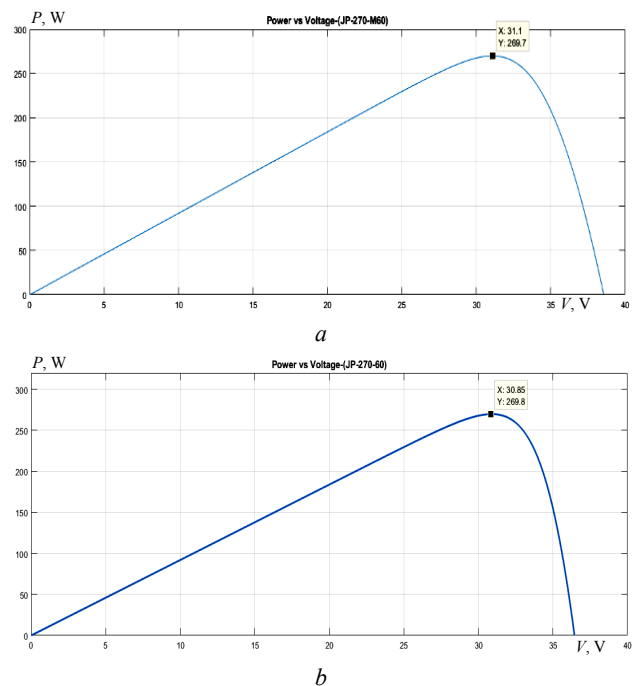 P, W
Power vs Voltage-(JP-270-M60)
X: 31.1
Y: 269.7
300
250
200
150
100
50
0
0 5 10 15 20 25 30 35 V, V 40
a
P, W
Power vs Voltage-(JP-270-60)
X: 30.85
Y: 269.8
300
250
200
150
100
50
0
0 5 10 15 20 25 30 35 V, V 40
b